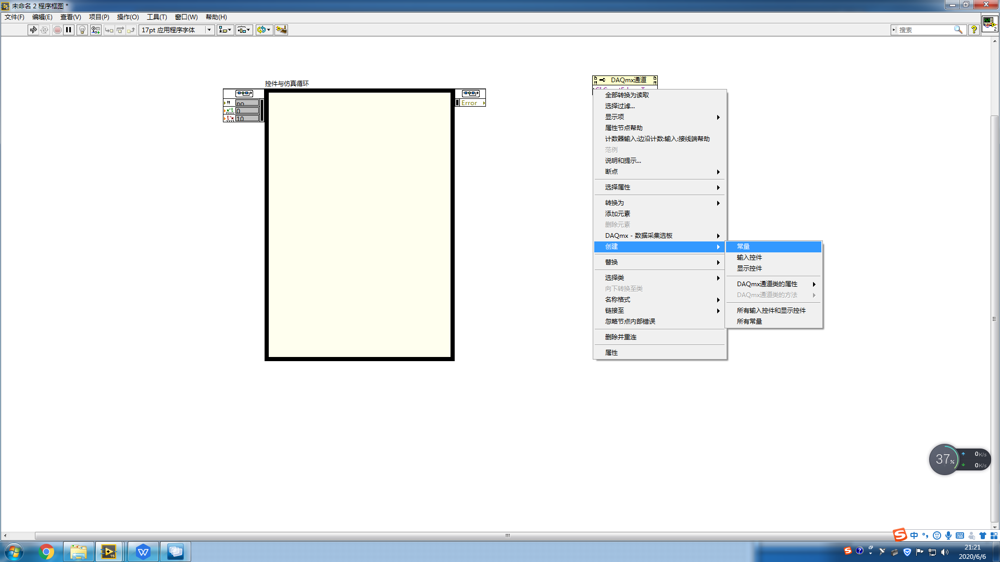 未命名 2 程序框图 *
文件(F) 编辑(E) 查看(V) 项目(P) 操作(O) 工具(T) 窗口(W) 帮助(H)
17pt 应用程序字体
搜索
2
控件与仿真循环
no
0
10
Error
DAQmx通道
全部转换为读取
选择过滤...
显示项
属性节点帮助
计数器输入:边沿计数:输入:接线端帮助
范例
说明和提示...
断点
选择属性
转换为
添加元素
删除元素
DAQmx - 数据采集选板
创建
替换
选择类
向下转换至类
名称格式
链接至
忽略节点内部错误
删除并重连
属性
常量
输入控件
显示控件
DAQmx通道类的属性
DAQmx通道类的方法
所有输入控件和显示控件
所有常量
37%
0K/s
0K/s
中
21:21
2020/6/6